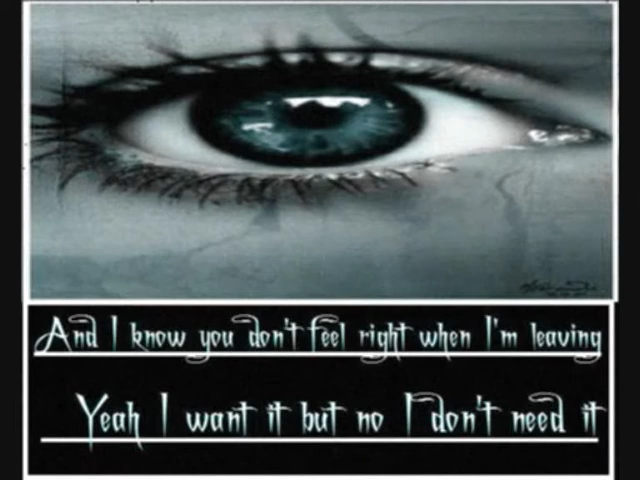 And I know you don't feel right when I'm leaving
Yeah I want it but no I don't need it